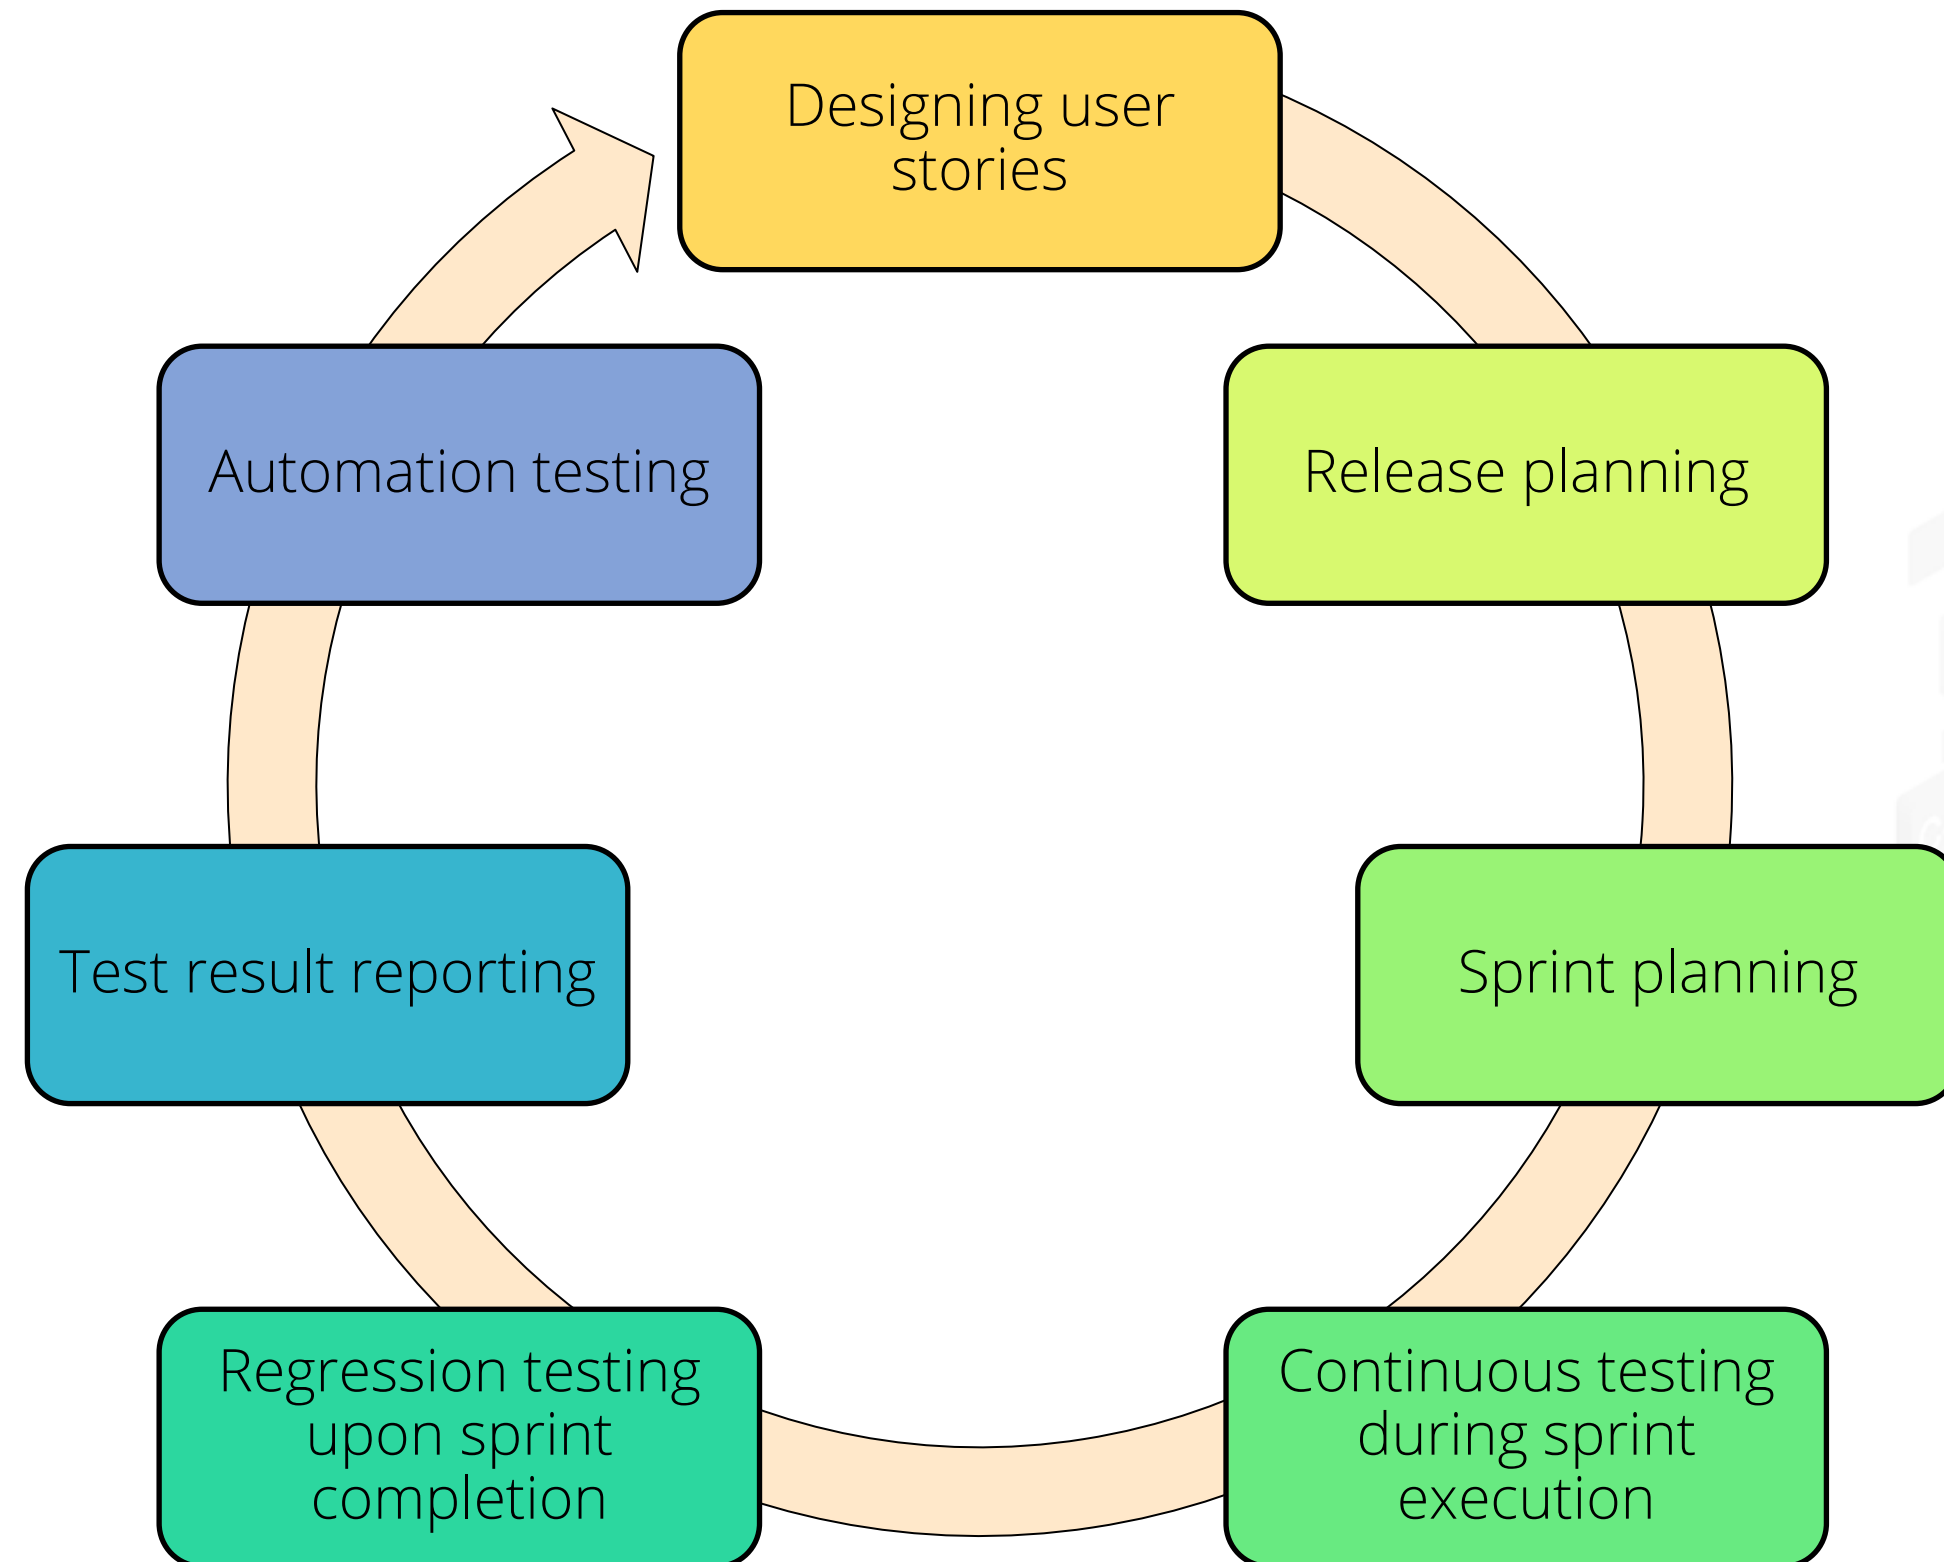 Designing user
stories
Release planning
Sprint planning
Continuous testing
during sprint
execution
Regression testing
upon sprint
completion
Test result reporting
Automation testing